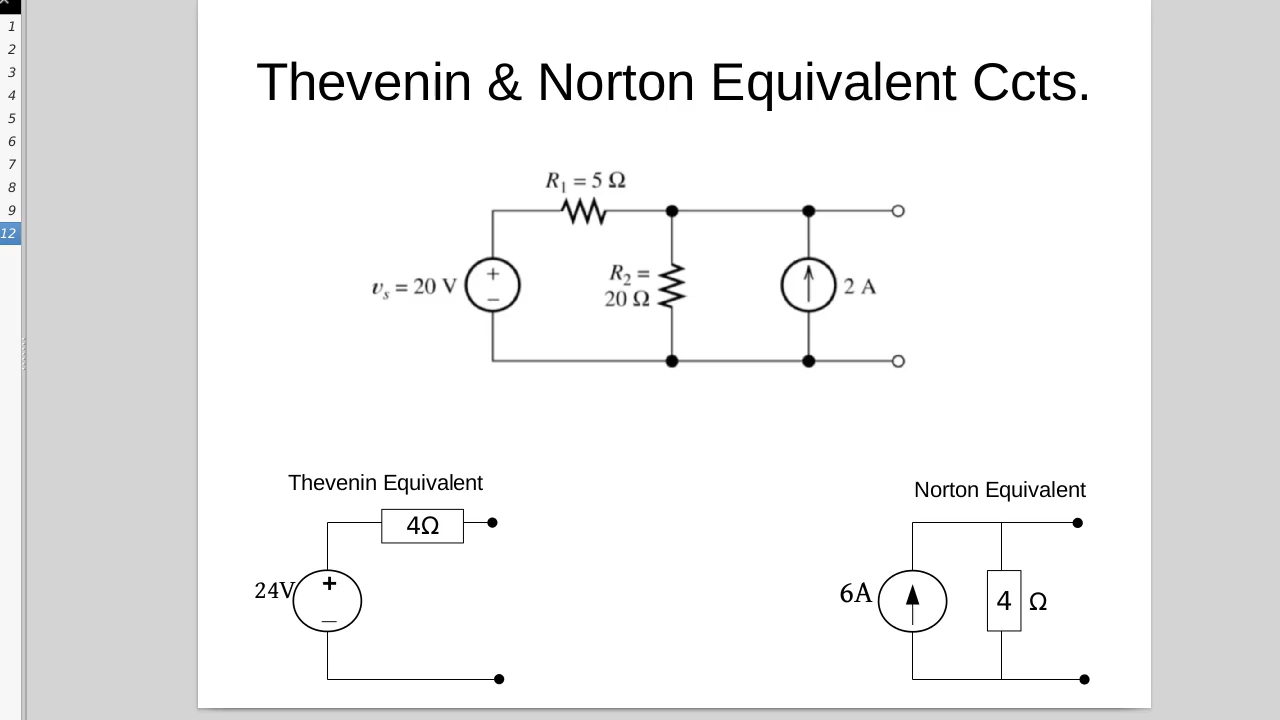 1
2
3
4
5
6
7
8
9
12
Thevenin & Norton Equivalent Ccts.
R₁ = 5 Ω
+
−
vₛ = 20 V
R₂ =
20 Ω
2 A
Thevenin Equivalent
4Ω
24V
+
_
Norton Equivalent
6A
4 Ω